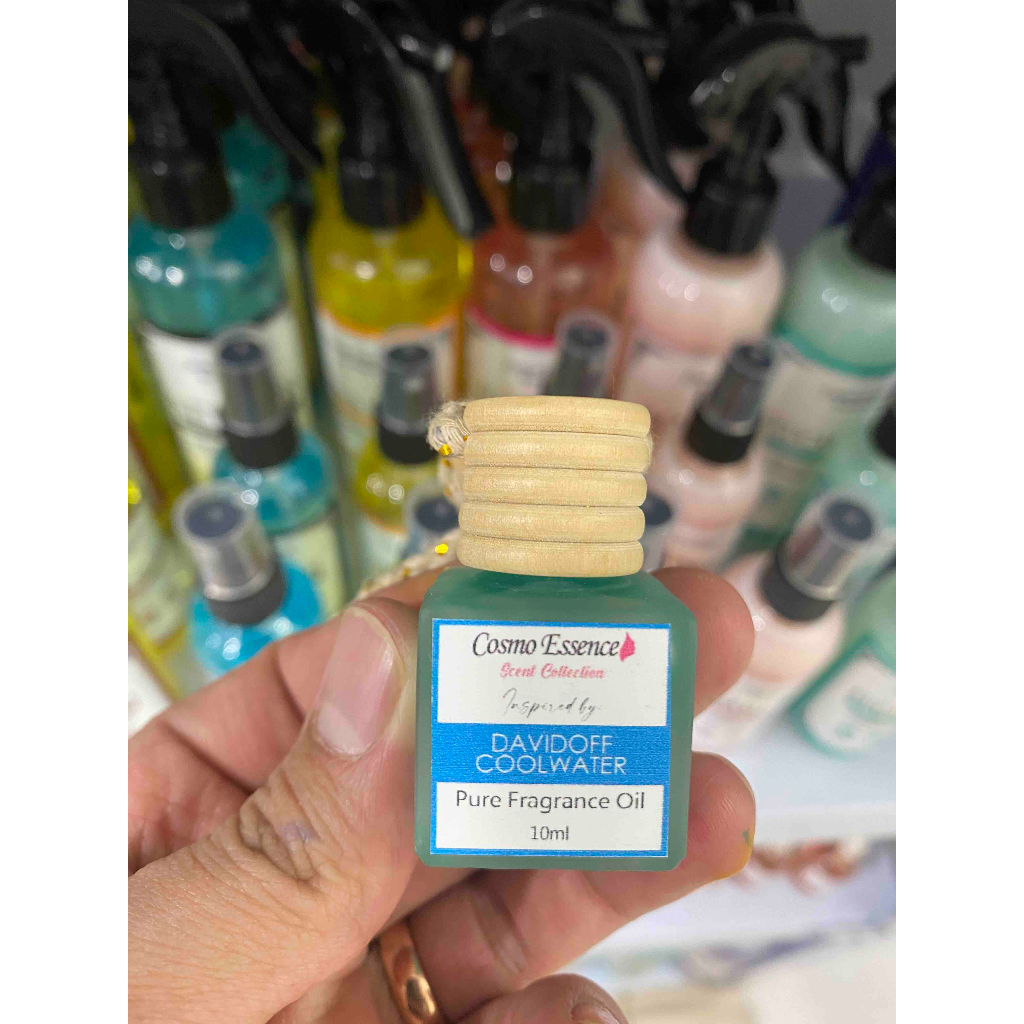 Cosmo Essence
Scent Collection
Inspired by:
DAVIDOFF
COOLWATER
Pure Fragrance Oil
10ml